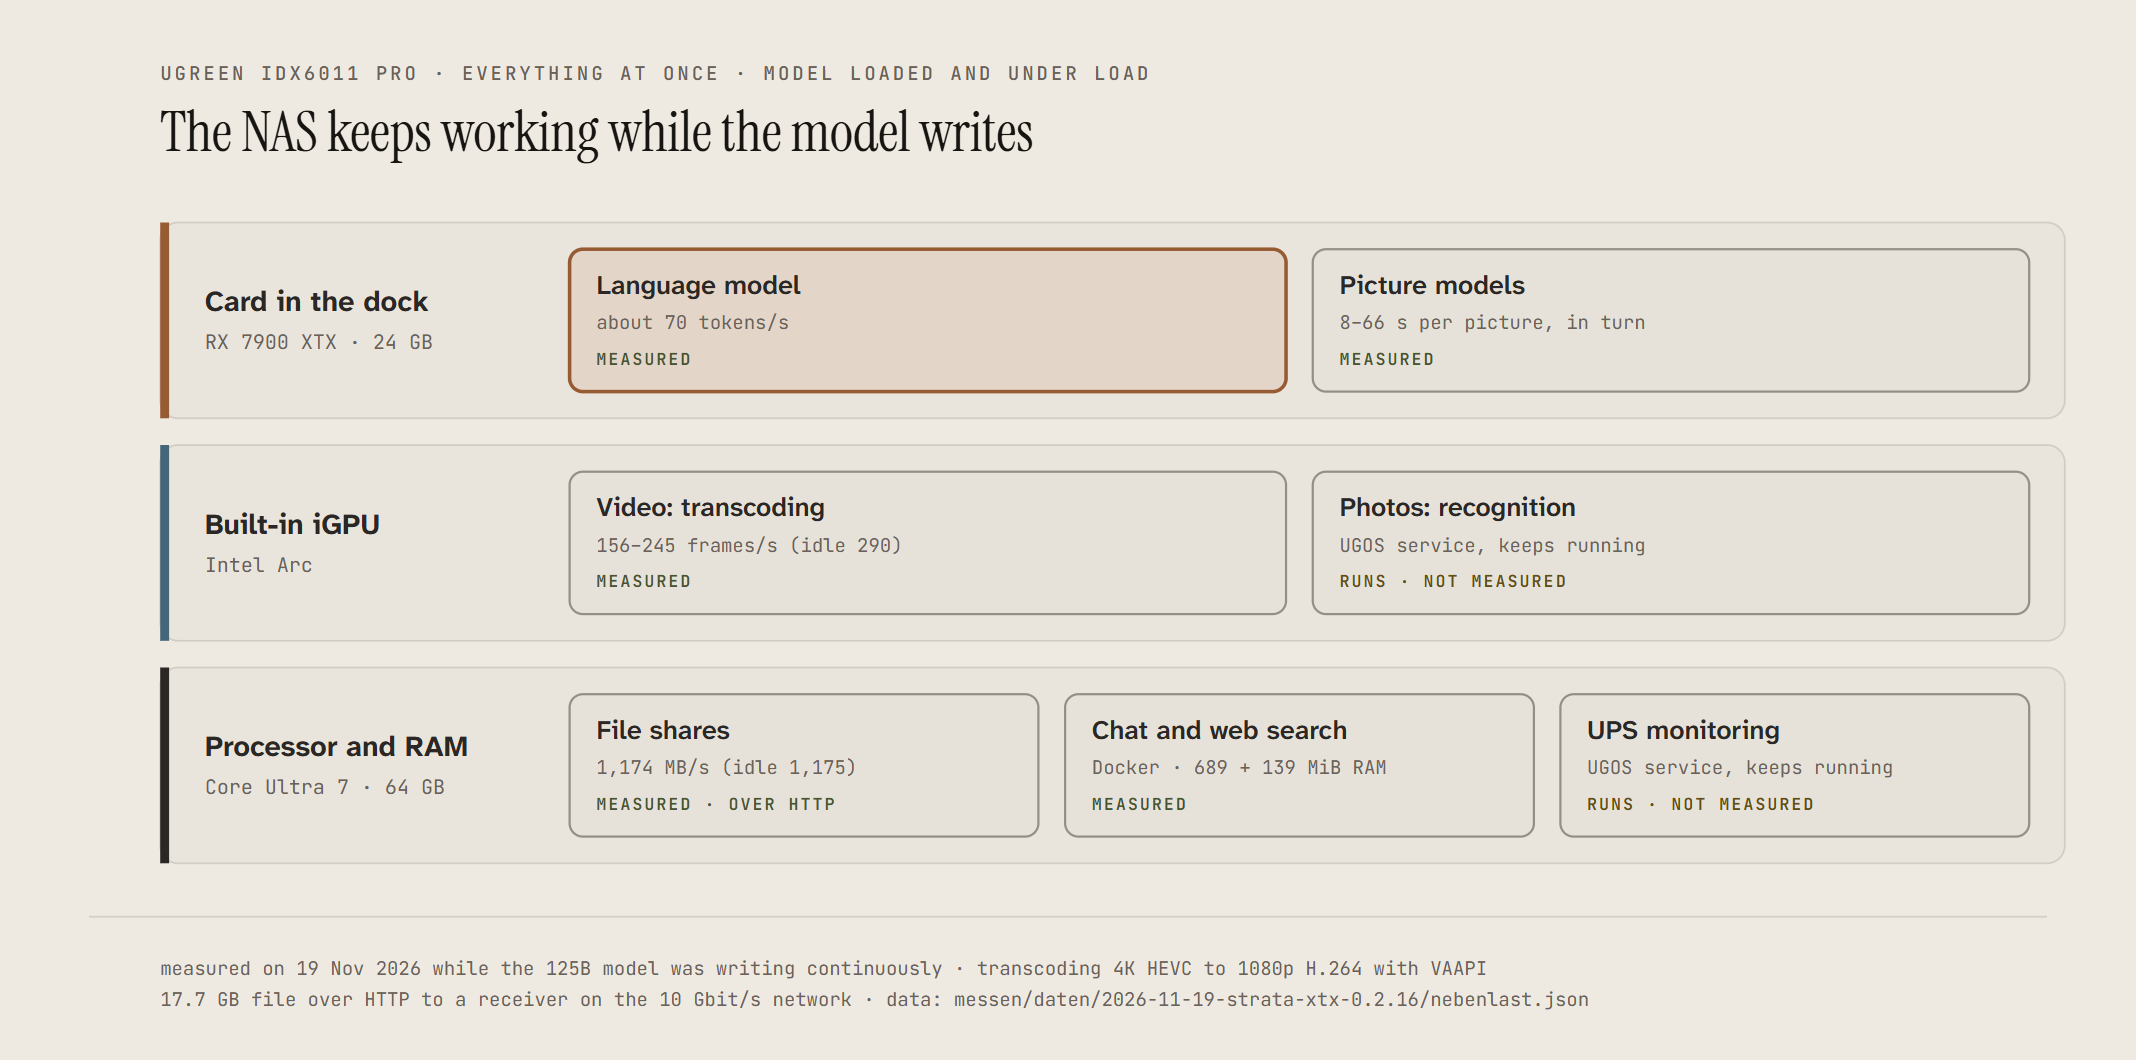 UGREEN IDX6011 PRO · EVERYTHING AT ONCE · MODEL LOADED AND UNDER LOAD
The NAS keeps working while the model writes
Card in the dock
RX 7900 XTX · 24 GB
Language model
about 70 tokens/s
MEASURED
Picture models
8–66 s per picture, in turn
MEASURED
Built-in iGPU
Intel Arc
Video: transcoding
156–245 frames/s (idle 290)
MEASURED
Photos: recognition
UGOS service, keeps running
RUNS · NOT MEASURED
Processor and RAM
Core Ultra 7 · 64 GB
File shares
1,174 MB/s (idle 1,175)
MEASURED · OVER HTTP
Chat and web search
Docker · 689 + 139 MiB RAM
MEASURED
UPS monitoring
UGOS service, keeps running
RUNS · NOT MEASURED
measured on 19 Nov 2026 while the 125B model was writing continuously · transcoding 4K HEVC to 1080p H.264 with VAAPI
17.7 GB file over HTTP to a receiver on the 10 Gbit/s network · data: messen/daten/2026-11-19-strata-xtx-0.2.16/nebenlast.json